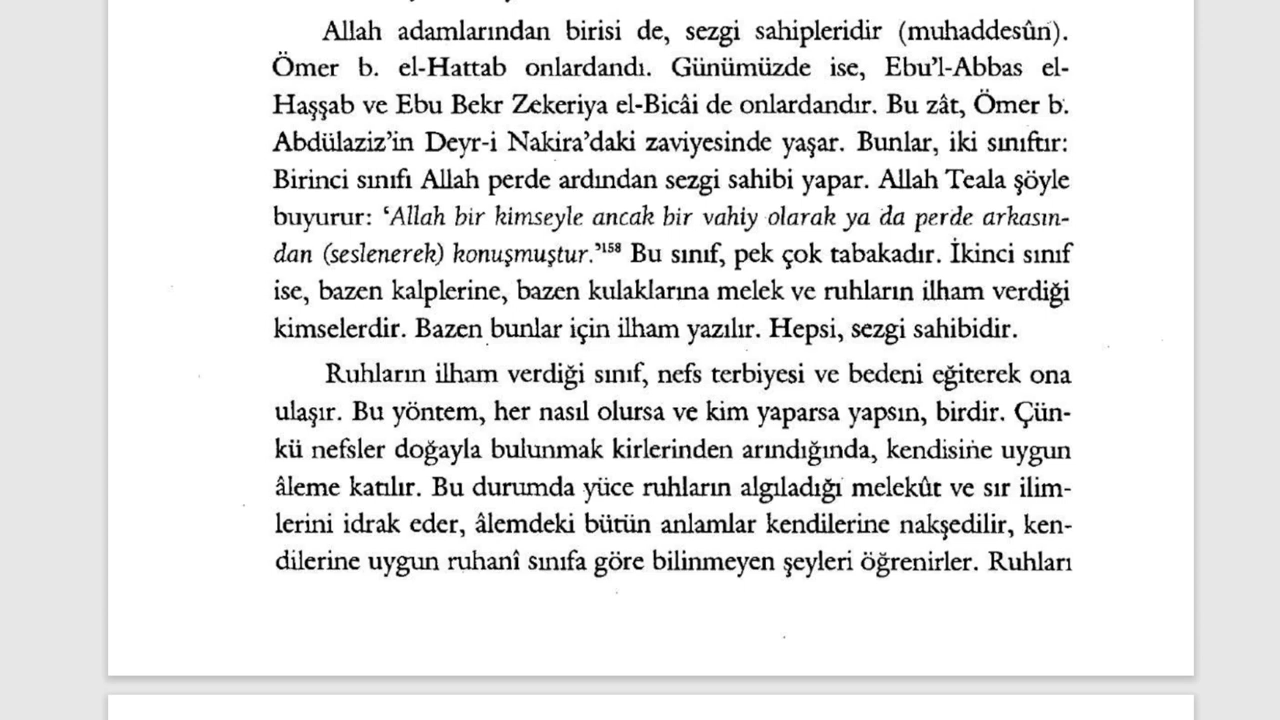 Allah adamlarından birisi de, sezgi sahipleridir (muhaddesûn).
Ömer b. el-Hattab onlardandı. Günümüzde ise, Ebu’l-Abbas el-
Haşşab ve Ebu Bekr Zekeriya el-Bicâi de onlardandır. Bu zât, Ömer b.
Abdülaziz’in Deyr-i Nakira’daki zaviyesinde yaşar. Bunlar, iki sınıftır:
Birinci sınıfı Allah perde ardından sezgi sahibi yapar. Allah Teala şöyle
buyurur: ‘Allah bir kimseyle ancak bir vahiy olarak ya da perde arkasın-
dan (seslenerek) konuşmuştur.’158 Bu sınıf, pek çok tabakadır. İkinci sınıf
ise, bazen kalplerine, bazen kulaklarına melek ve ruhların ilham verdiği
kimselerdir. Bazen bunlar için ilham yazılır. Hepsi, sezgi sahibidir.
Ruhların ilham verdiği sınıf, nefs terbiyesi ve bedeni eğiterek ona
ulaşır. Bu yöntem, her nasıl olursa ve kim yaparsa yapsın, birdir. Çün-
kü nefsler doğayla bulunmak kirlerinden arındığında, kendisine uygun
âleme katılır. Bu durumda yüce ruhların algıladığı melekût ve sır ilim-
lerini idrak eder, âlemdeki bütün anlamlar kendilerine nakşedilir, ken-
dilerine uygun ruhanî sınıfa göre bilinmeyen şeyleri öğrenirler. Ruhları